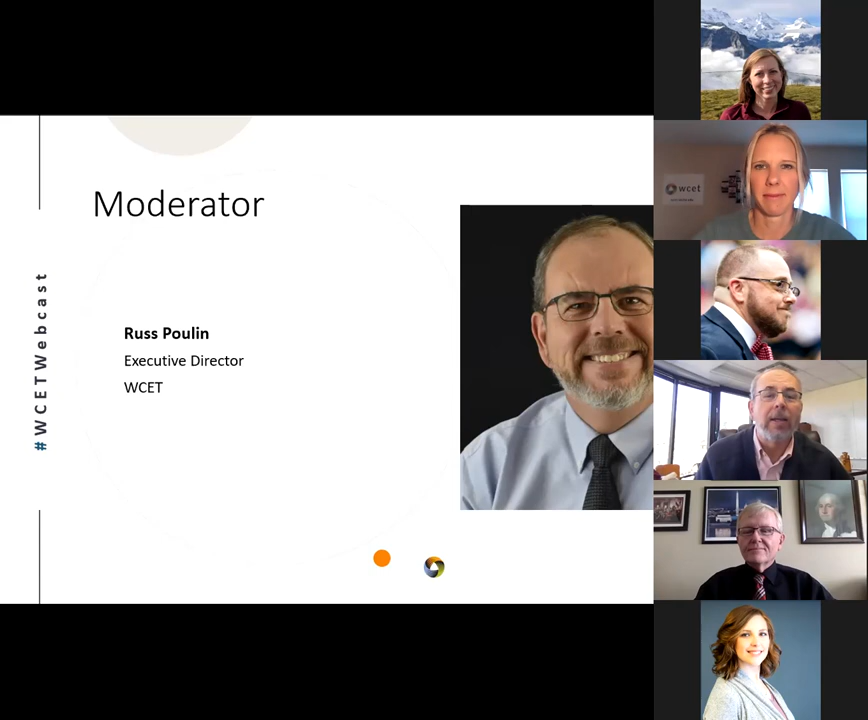 Moderator
#WCETWebcast
Russ Poulin
Executive Director
WCET
wcet